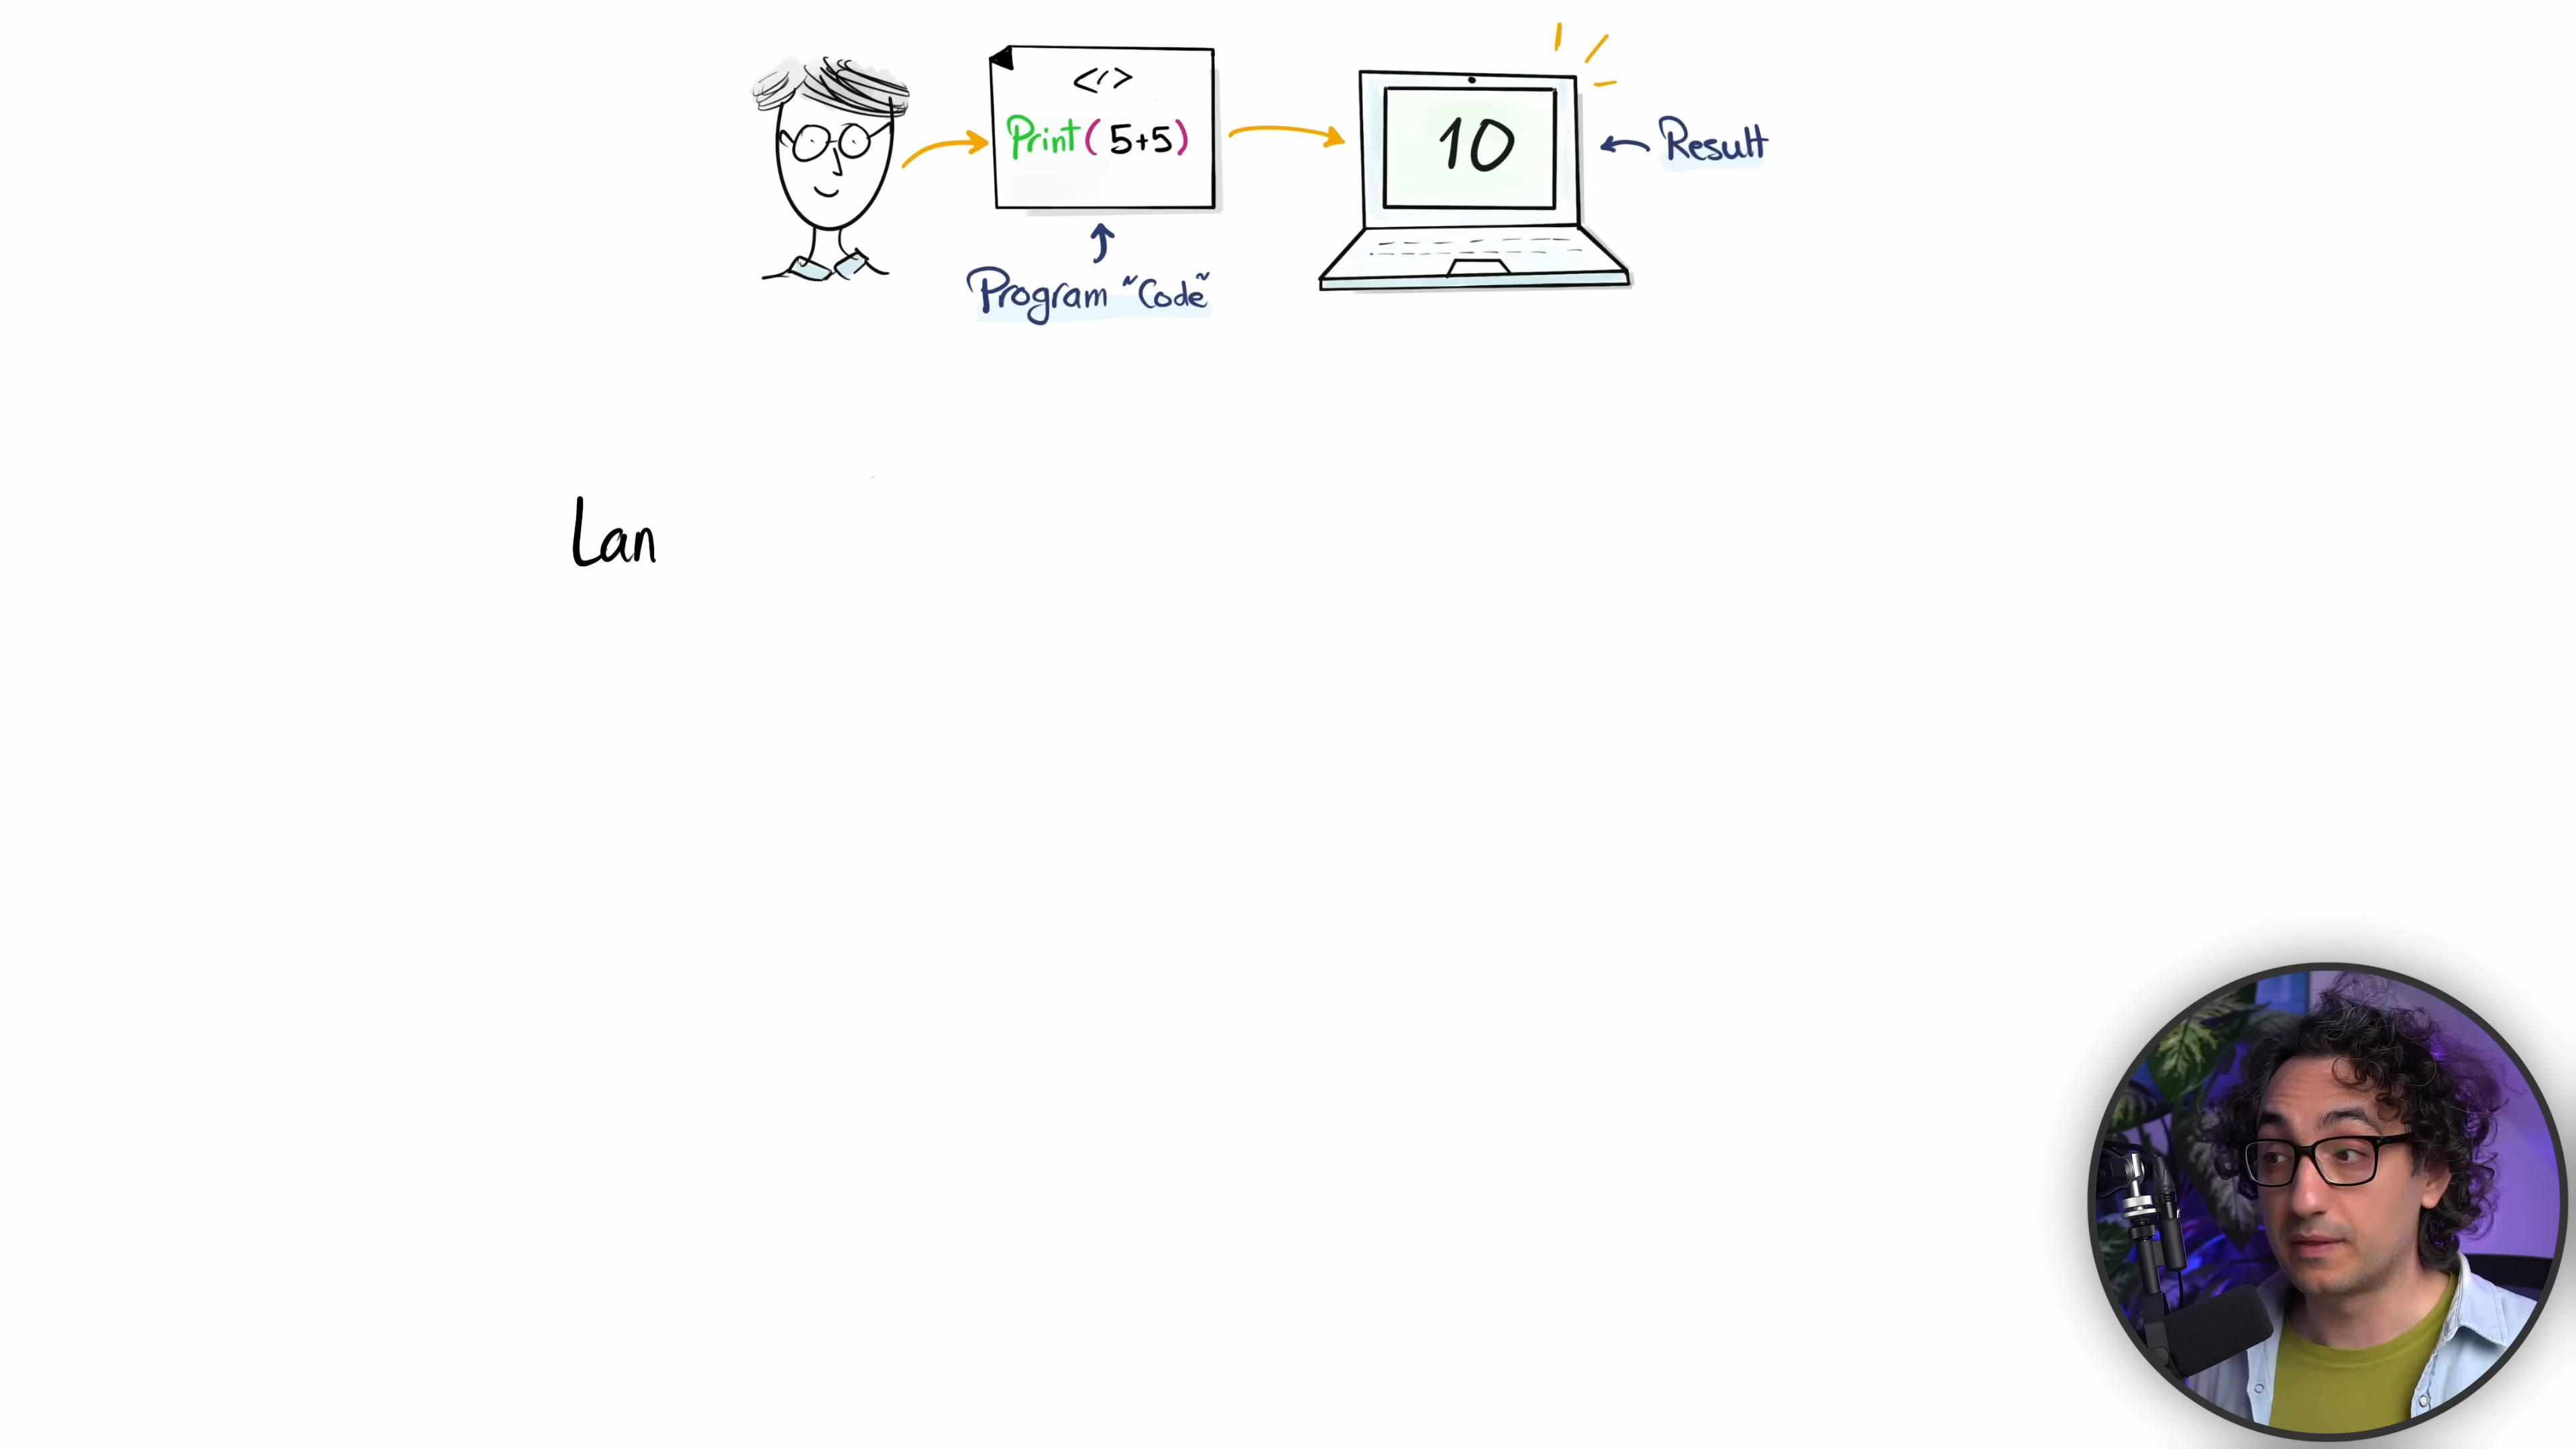 </>
Print(5+5)
10
Result
Program "Code"
Lan